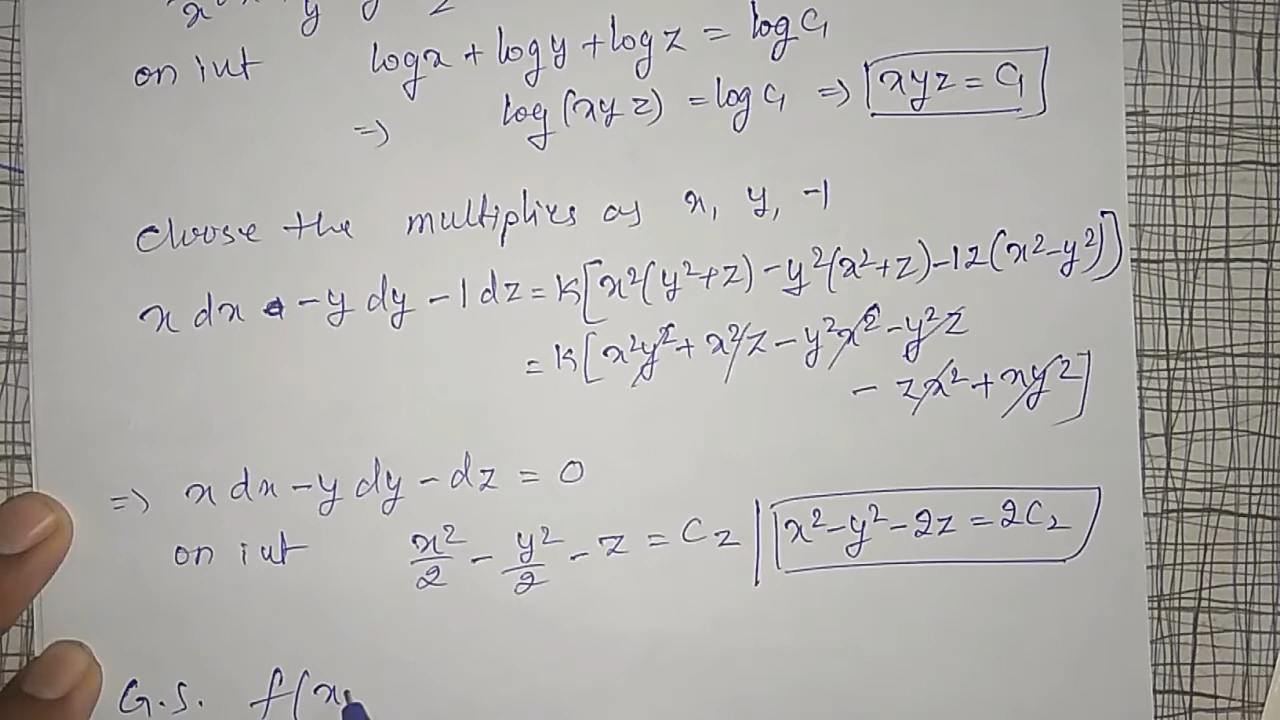 x y z
on int log x + log y + log z = log C₁
=> log (xyz) = log C₁ => xyz = C₁
choose the multiplies as x, y, -1
x dx - y dy - 1 dz = k[x²(y²+z) - y²(x²+z) - 1z(x²-y²)]
= k[x²y² + x²z - y²x² - y²z
- zx² + xy²]
=> x dx - y dy - dz = 0
on int x²/2 - y²/2 - z = C₂ | x² - y² - 2z = 2C₂
G.S. f(x